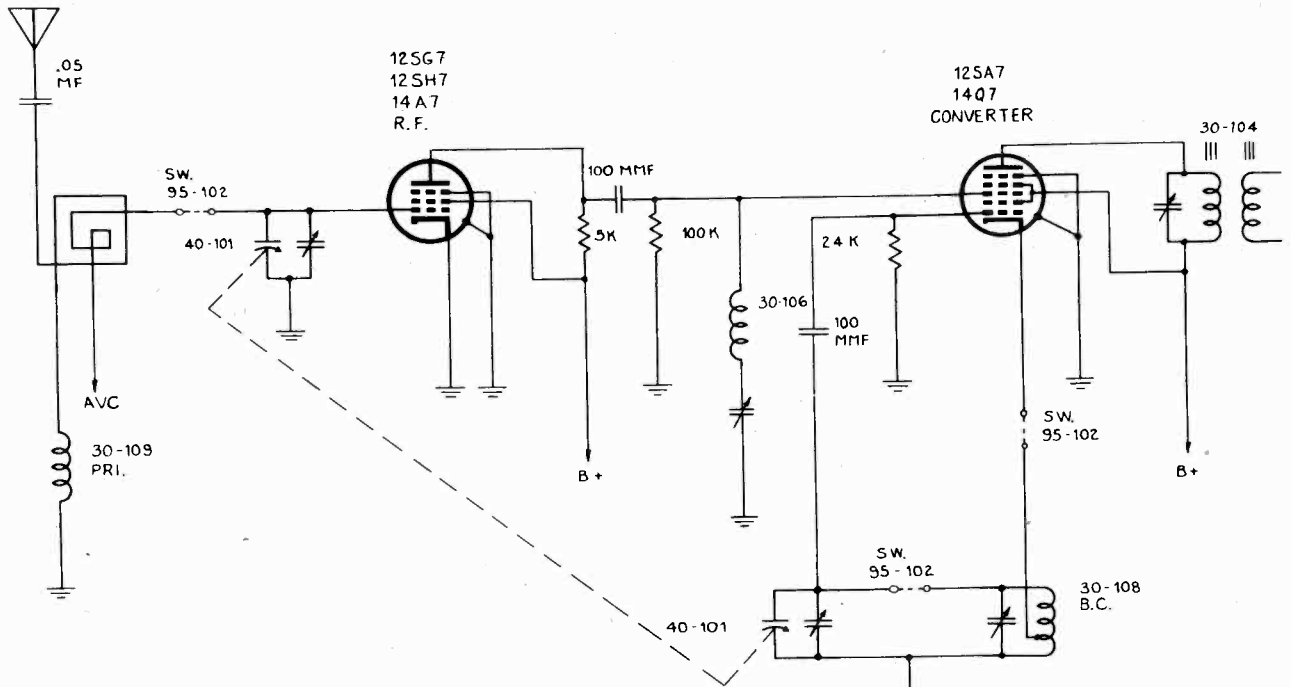 .05
MF
12SG7
12SH7
14A7
R.F.
12SA7
14Q7
CONVERTER
30-104
SW.
95-102
100 MMF
40-101
5K
100K
24 K
30-106
100
MMF
AVC
30-109
PRI.
B+
SW.
95-102
B+
SW.
95-102
30-108
B.C.
40-101